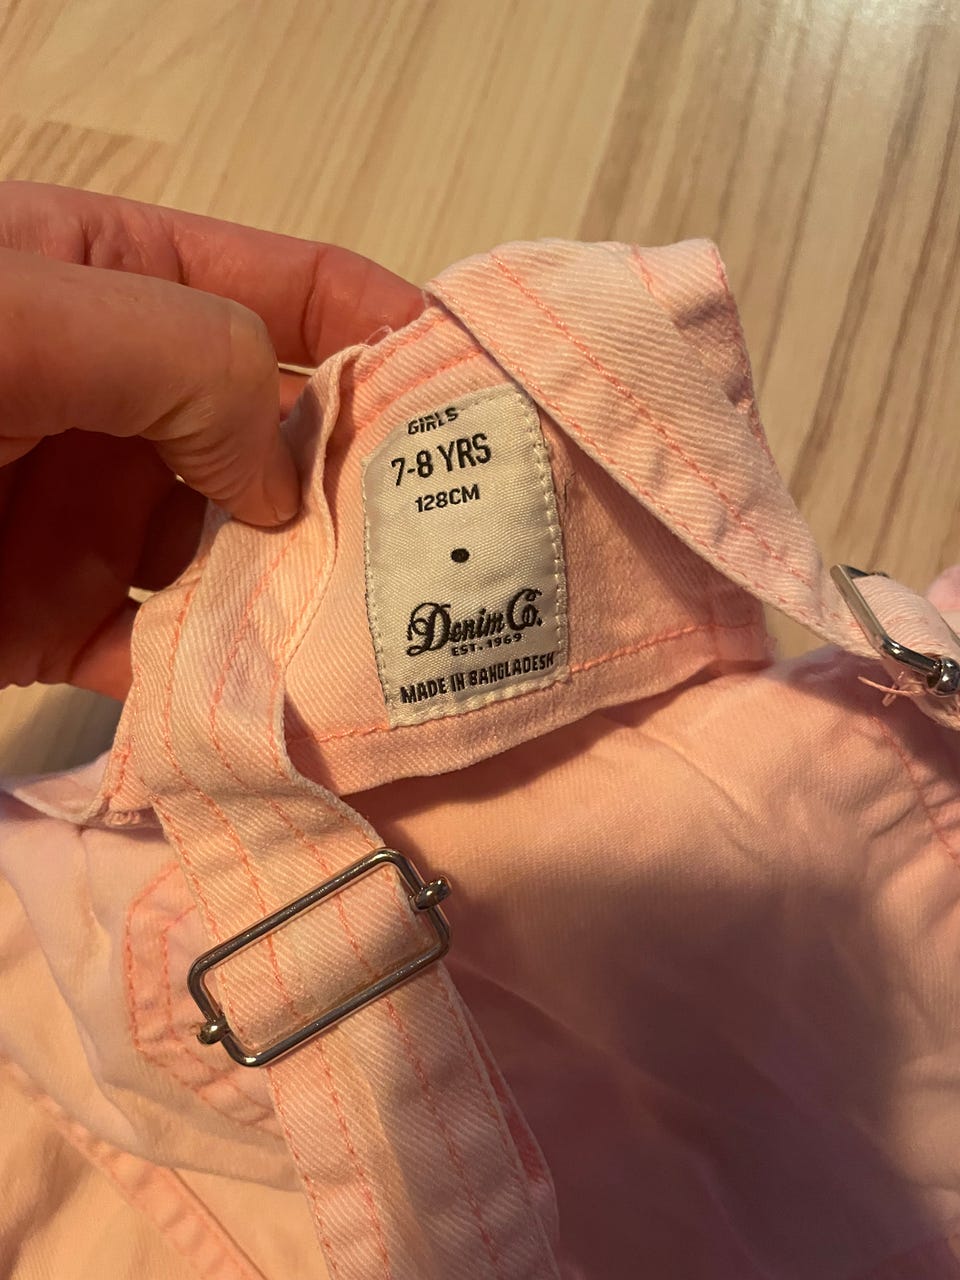 GIRLS
7-8 YRS
128CM
Denim Co.
EST. 1969
MADE IN BANGLADESH